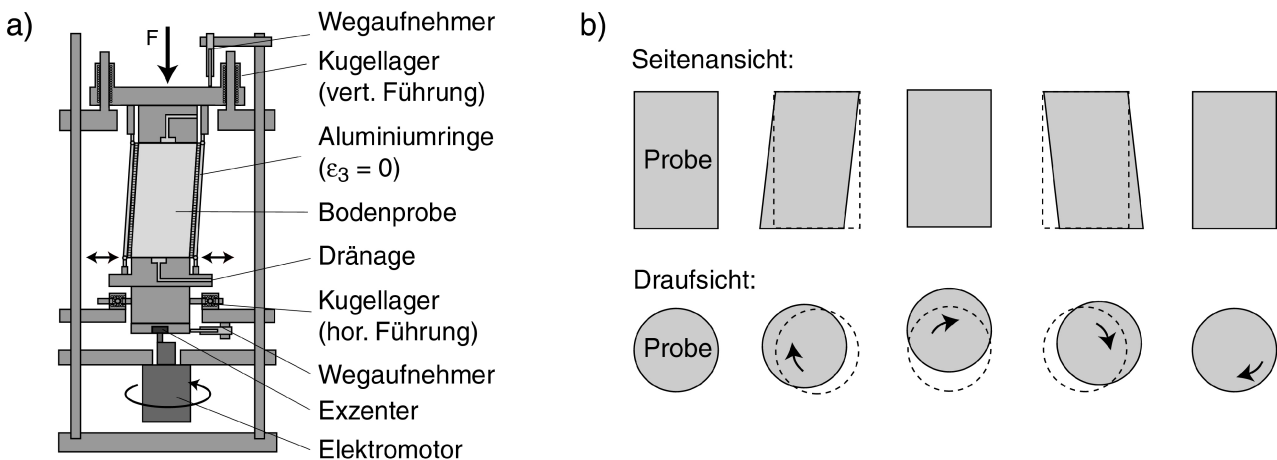 a)
F
Wegaufnehmer
Kugellager
(vert. Führung)
Aluminiumringe
(ε₃ = 0)
Bodenprobe
Dränage
Kugellager
(hor. Führung)
Wegaufnehmer
Exzenter
Elektromotor
b)
Seitenansicht:
Probe
Draufsicht:
Probe